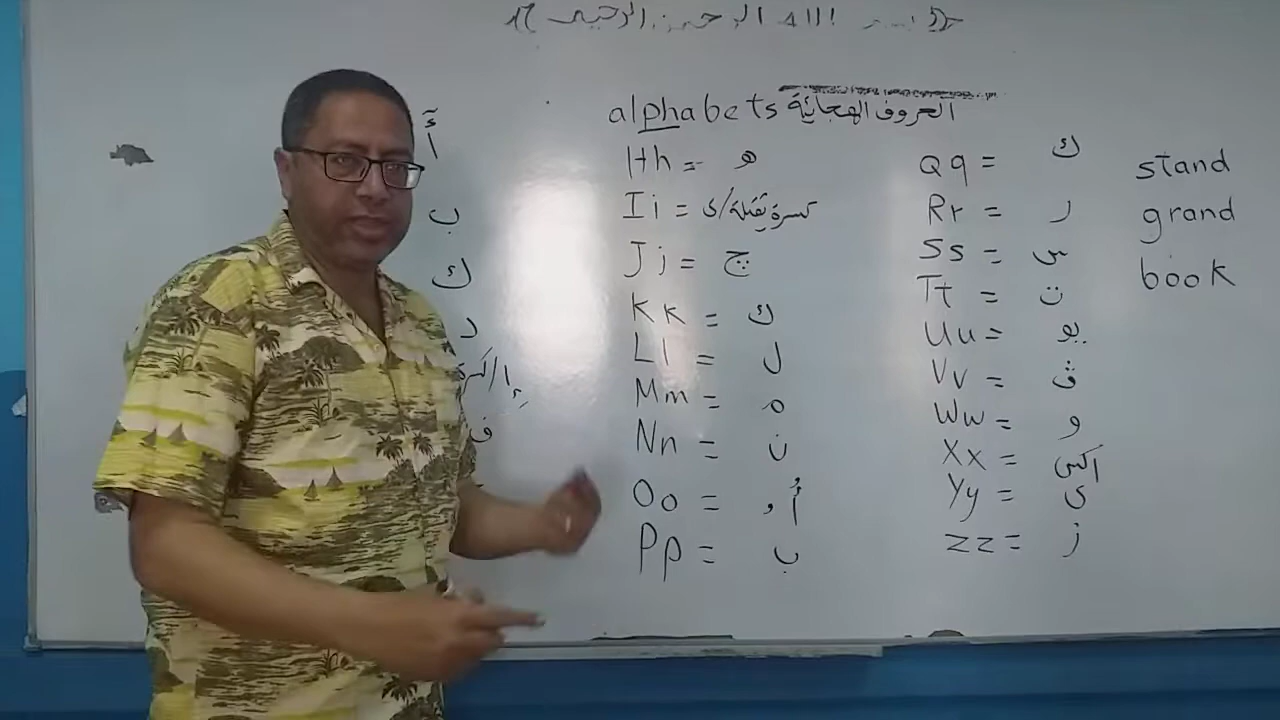 بسم الله الرحمن الرحيم
alphabets الحروف الهجائية
أ
ب
ك
د
ف
Hh = هـ
Ii = كسرة ثقيلة/ى
Jj = چ
Kk = ك
Ll = ل
Mm = م
Nn = ن
Oo = أُ و
Pp = ب
Qq = ك
Rr = ر
Ss = س
Tt = ت
Uu = يو
Vv = ڤ
Ww = و
Xx = اكس
Yy = ى
Zz = ز
stand
grand
book